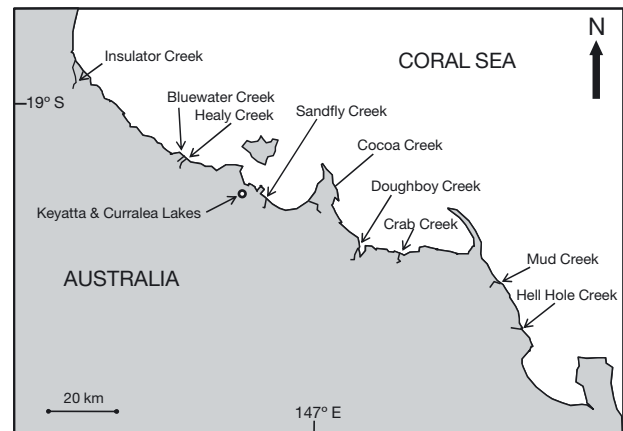 N
CORAL SEA
Insulator Creek
19° S
Bluewater Creek
Healy Creek
Sandfly Creek
Cocoa Creek
Keyatta & Curralea Lakes
Doughboy Creek
Crab Creek
AUSTRALIA
Mud Creek
Hell Hole Creek
20 km
147° E